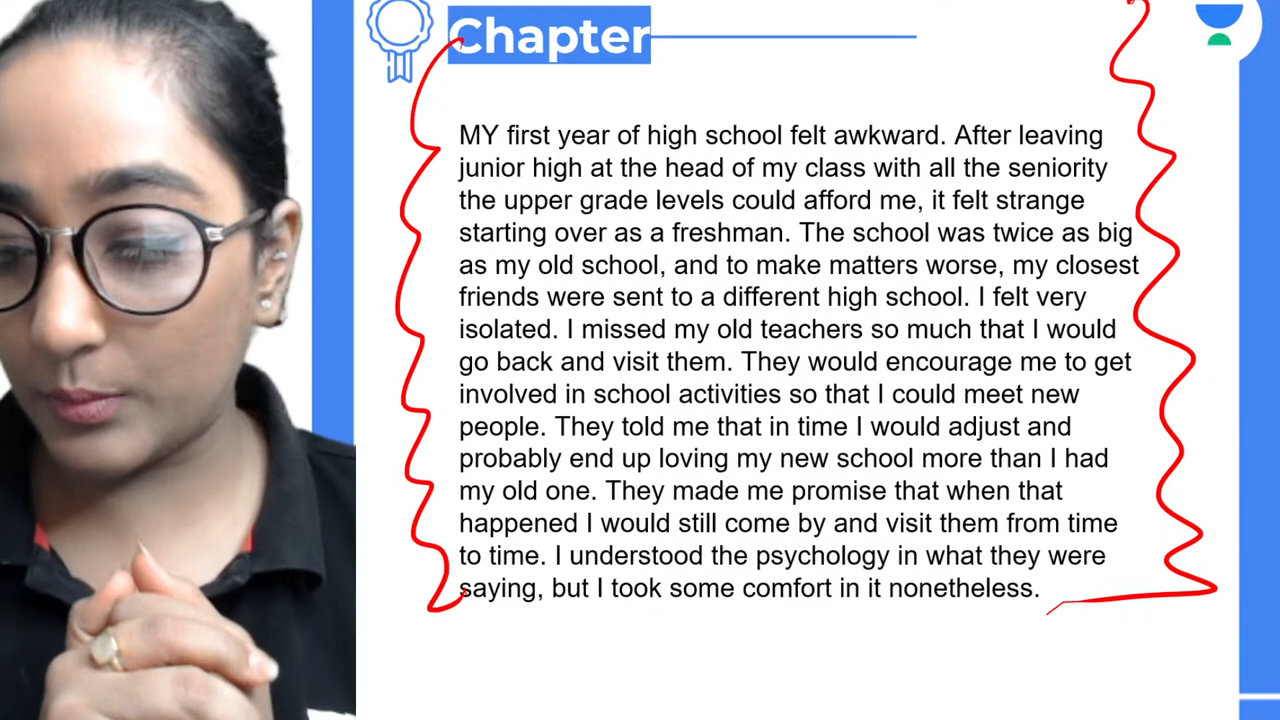 Chapter
MY first year of high school felt awkward. After leaving
junior high at the head of my class with all the seniority
the upper grade levels could afford me, it felt strange
starting over as a freshman. The school was twice as big
as my old school, and to make matters worse, my closest
friends were sent to a different high school. I felt very
isolated. I missed my old teachers so much that I would
go back and visit them. They would encourage me to get
involved in school activities so that I could meet new
people. They told me that in time I would adjust and
probably end up loving my new school more than I had
my old one. They made me promise that when that
happened I would still come by and visit them from time
to time. I understood the psychology in what they were
saying, but I took some comfort in it nonetheless.